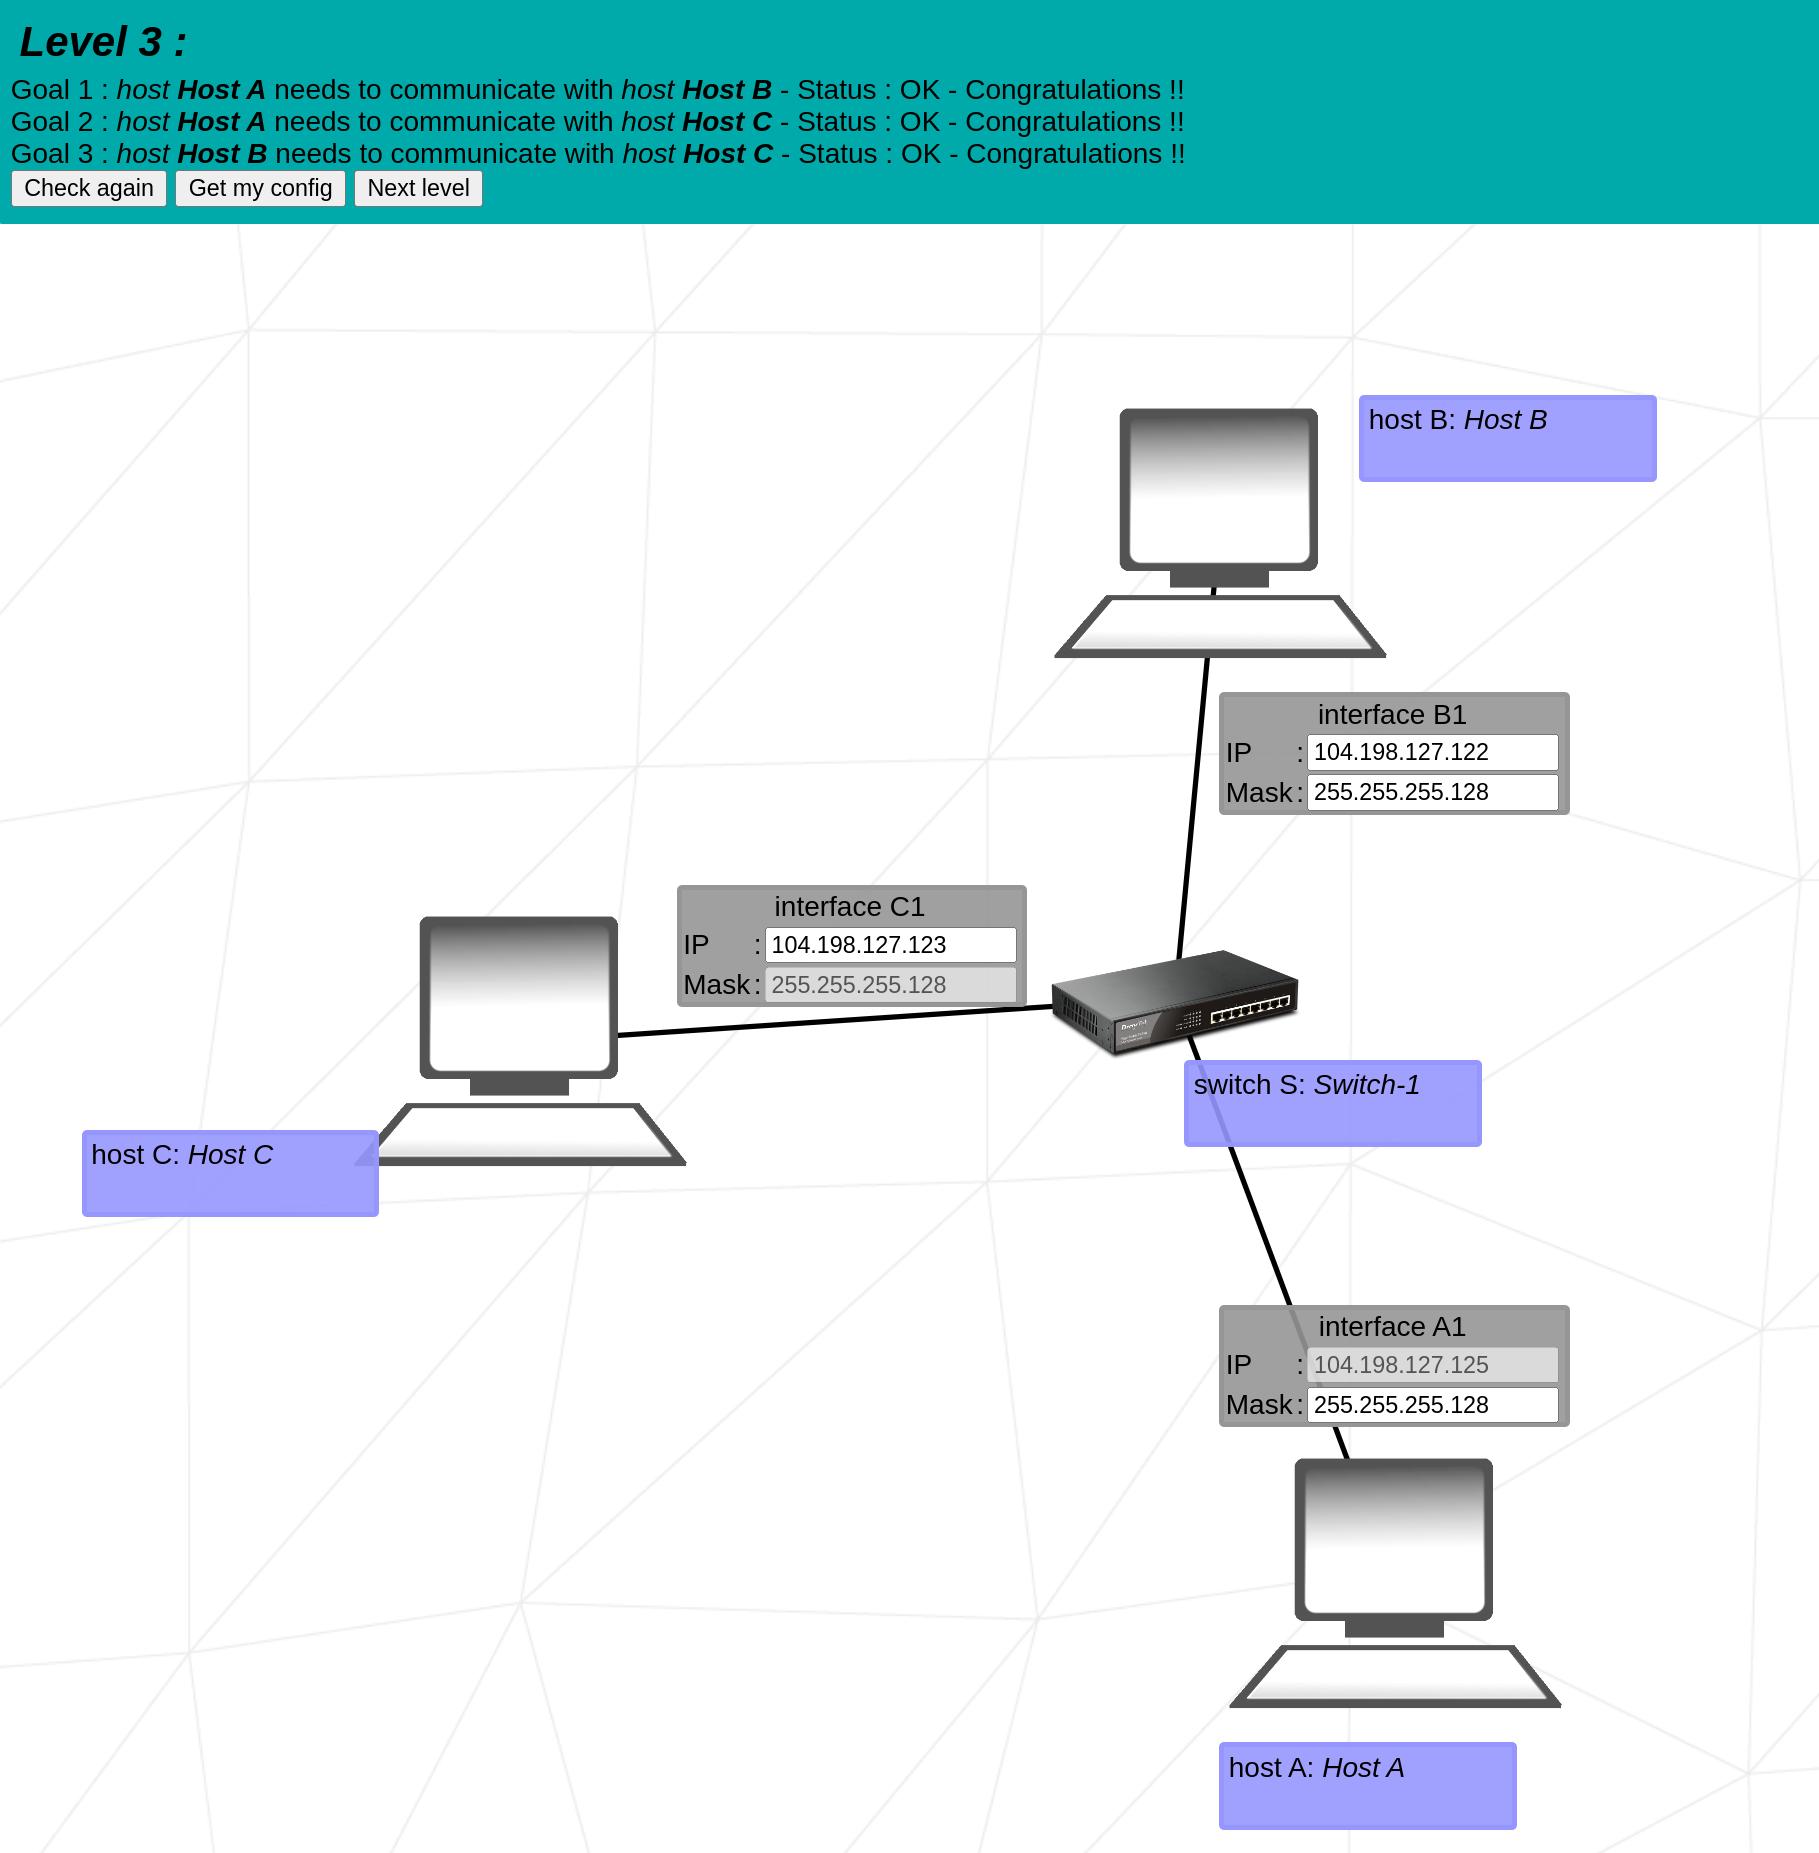 Level 3 :
Goal 1 : host Host A needs to communicate with host Host B - Status : OK - Congratulations !!
Goal 2 : host Host A needs to communicate with host Host C - Status : OK - Congratulations !!
Goal 3 : host Host B needs to communicate with host Host C - Status : OK - Congratulations !!
Check again Get my config Next level
host B: Host B
interface B1
IP : 104.198.127.122
Mask : 255.255.255.128
interface C1
IP : 104.198.127.123
Mask : 255.255.255.128
switch S: Switch-1
host C: Host C
interface A1
IP : 104.198.127.125
Mask : 255.255.255.128
host A: Host A